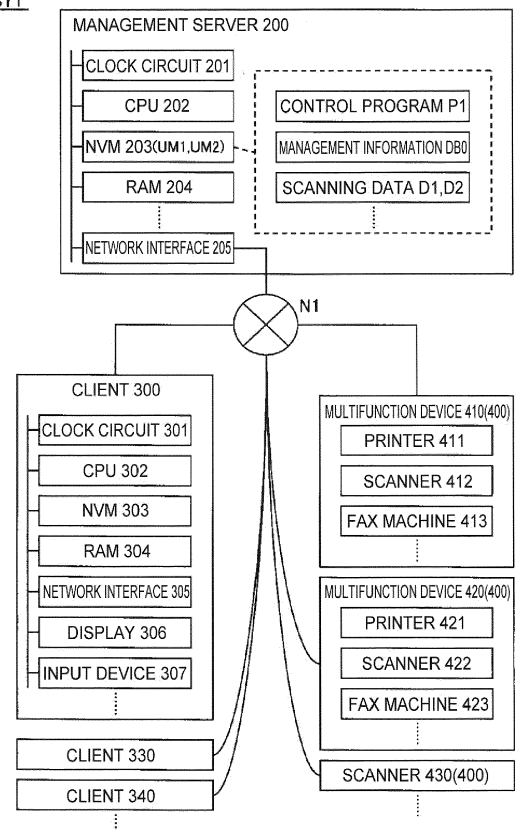 MANAGEMENT SERVER 200
CLOCK CIRCUIT 201
CPU 202
NVM 203(UM1,UM2)
RAM 204
NETWORK INTERFACE 205
CONTROL PROGRAM P1
MANAGEMENT INFORMATION DB0
SCANNING DATA D1,D2
N1
CLIENT 300
CLOCK CIRCUIT 301
CPU 302
NVM 303
RAM 304
NETWORK INTERFACE 305
DISPLAY 306
INPUT DEVICE 307
CLIENT 330
CLIENT 340
MULTIFUNCTION DEVICE 410(400)
PRINTER 411
SCANNER 412
FAX MACHINE 413
MULTIFUNCTION DEVICE 420(400)
PRINTER 421
SCANNER 422
FAX MACHINE 423
SCANNER 430(400)